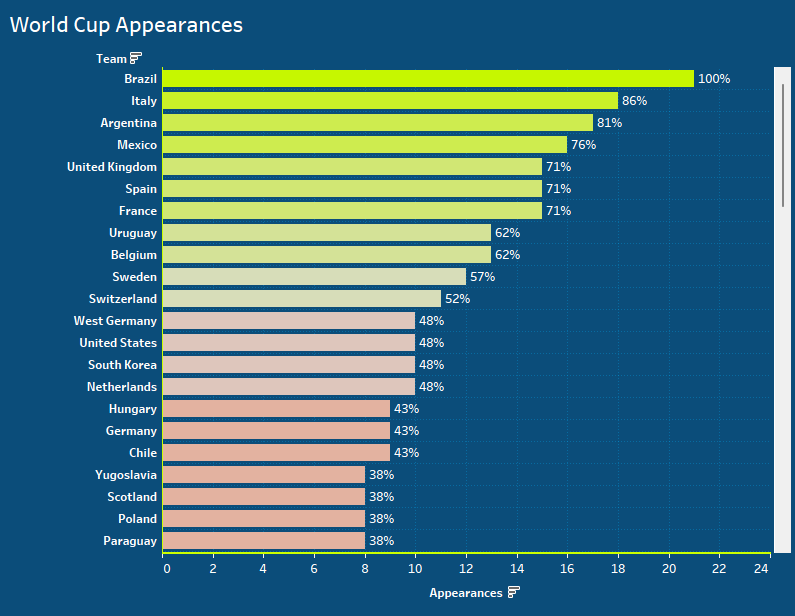 World Cup Appearances
Team
Brazil 100%
Italy 86%
Argentina 81%
Mexico 76%
United Kingdom 71%
Spain 71%
France 71%
Uruguay 62%
Belgium 62%
Sweden 57%
Switzerland 52%
West Germany 48%
United States 48%
South Korea 48%
Netherlands 48%
Hungary 43%
Germany 43%
Chile 43%
Yugoslavia 38%
Scotland 38%
Poland 38%
Paraguay 38%
0 2 4 6 8 10 12 14 16 18 20 22 24
Appearances